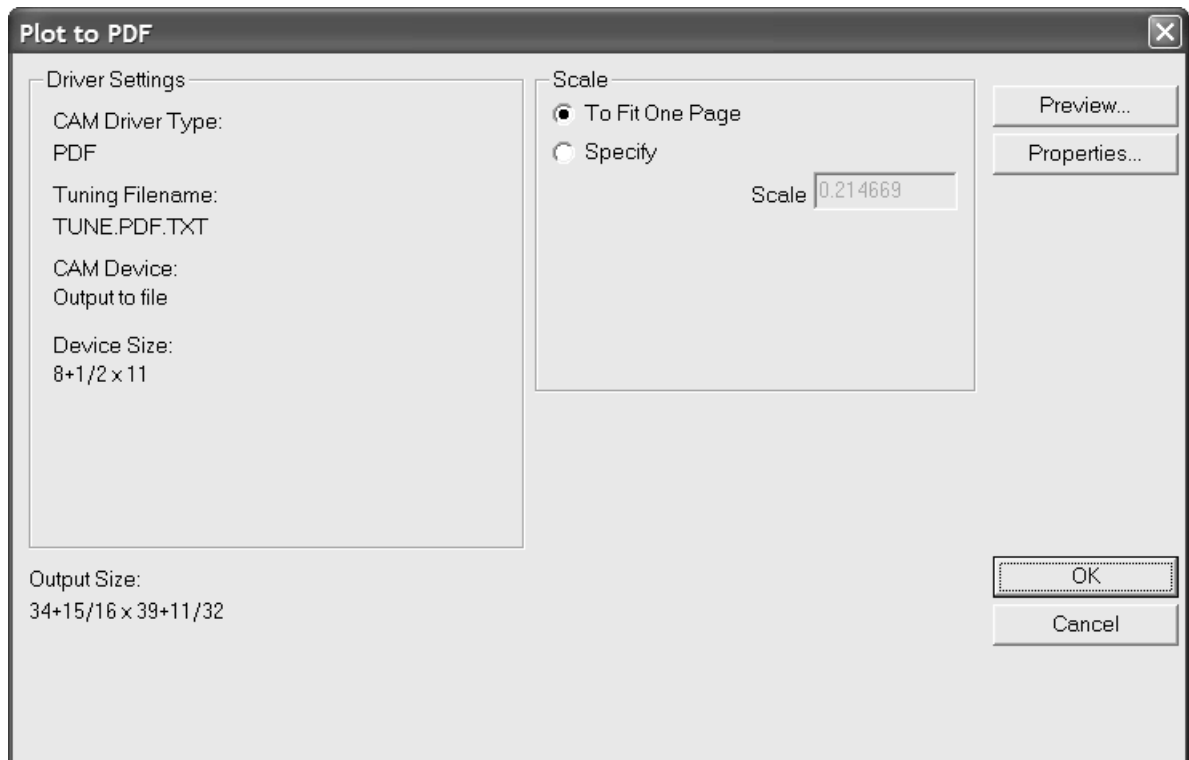 Plot to PDF
Driver Settings
CAM Driver Type:
PDF
Tuning Filename:
TUNE.PDF.TXT
CAM Device:
Output to file
Device Size:
8+1/2 x 11
Scale
To Fit One Page
Specify
Scale 0.214669
Preview...
Properties...
Output Size:
34+15/16 x 39+11/32
OK
Cancel